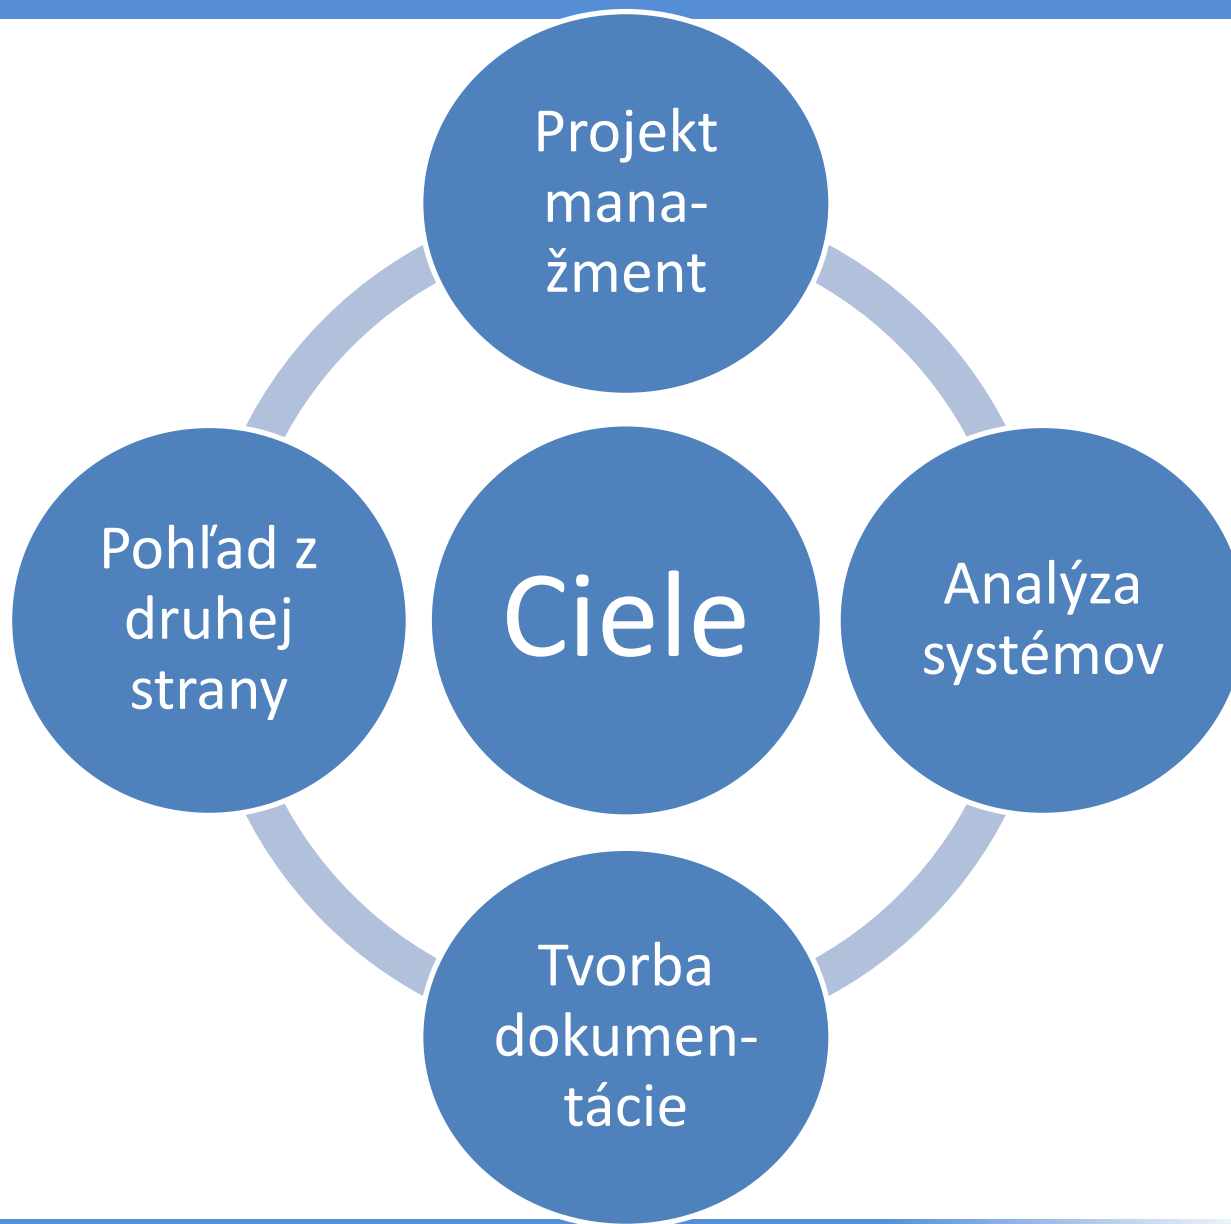 Projekt
mana-
žment
Pohľad z
druhej
strany
Ciele
Analýza
systémov
Tvorba
dokumen-
tácie